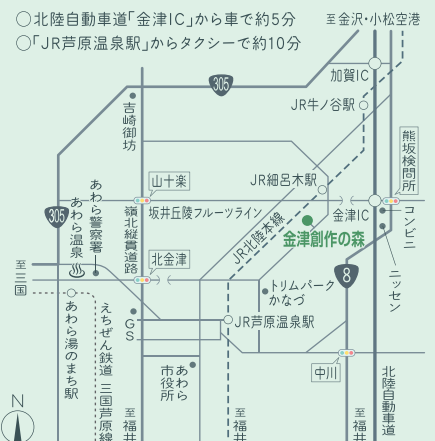 ○北陸自動車道「金津IC」から車で約5分
○「JR芦原温泉駅」からタクシーで約10分
至金沢・小松空港
加賀IC
305
JR牛ノ谷駅
吉崎御坊
熊坂検問所
山十楽
JR細呂木駅
あわら警察署
あわら温泉
305
嶺北縦貫道路
坂井丘陵フルーツライン
JR北陸本線
金津IC
コンビニ
金津創作の森
北金津
至三国
8
ニッセン
トリムパークかなづ
あわら湯のまち駅
えちぜん鉄道 三国芦原線
GS
JR芦原温泉駅
あわら市役所
中川
北陸自動車道
N
至福井
至福井
至福井